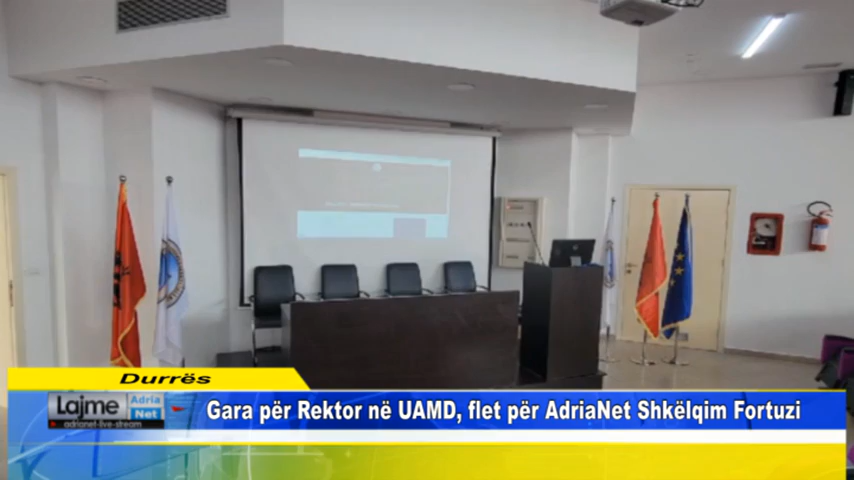 Durrës
Lajme Adria Net
adrianet-live-stream
Gara për Rektor në UAMD, flet për AdriaNet Shkëlqim Fortuzi